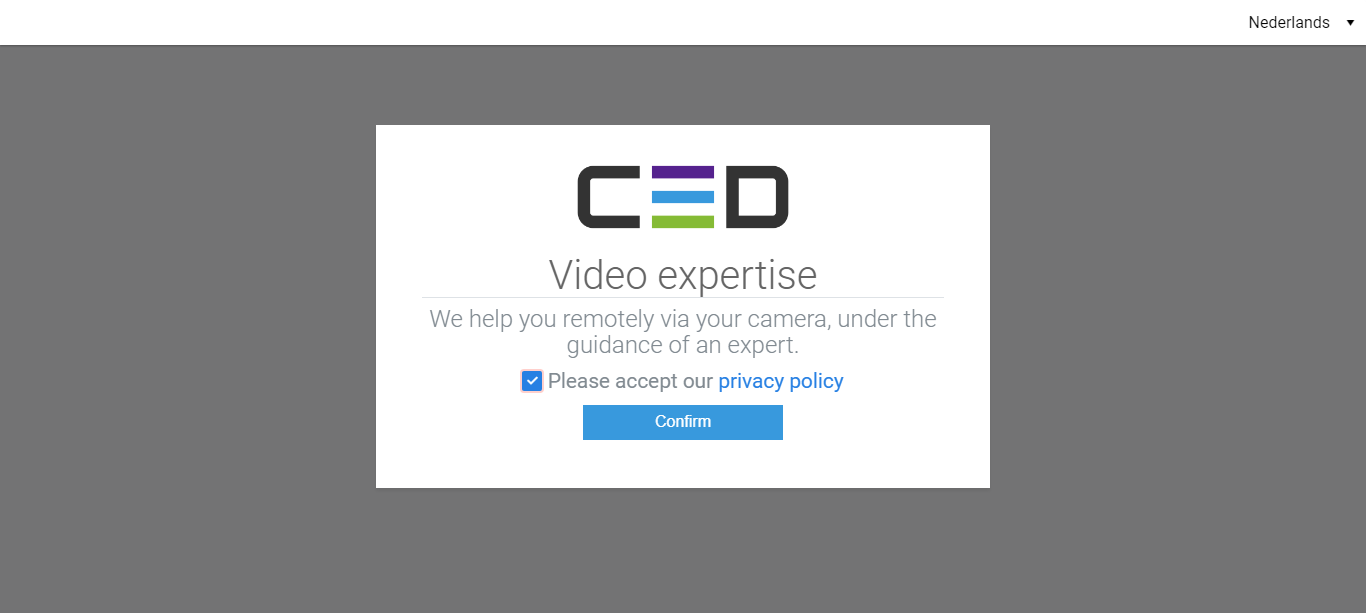 Nederlands
CED
Video expertise
We help you remotely via your camera, under the
guidance of an expert.
Please accept our privacy policy
Confirm